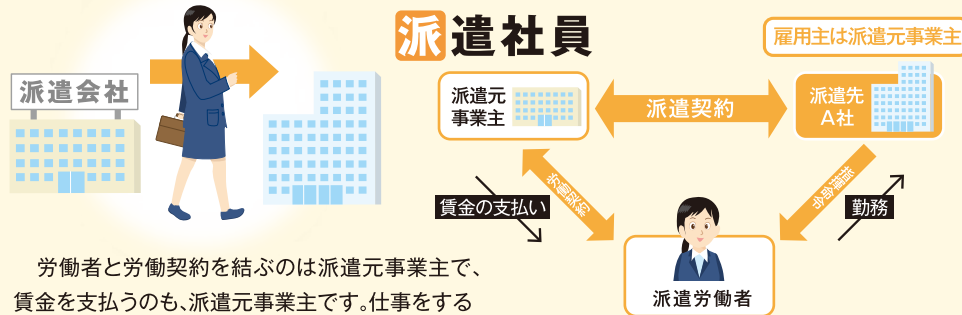 派遣社員
雇用主は派遣元事業主
派遣会社
派遣元
事業主
派遣契約
派遣先
A社
労働契約
指揮命令
賃金の支払い
勤務
派遣労働者
労働者と労働契約を結ぶのは派遣元事業主で、
賃金を支払うのも、派遣元事業主です。仕事をする